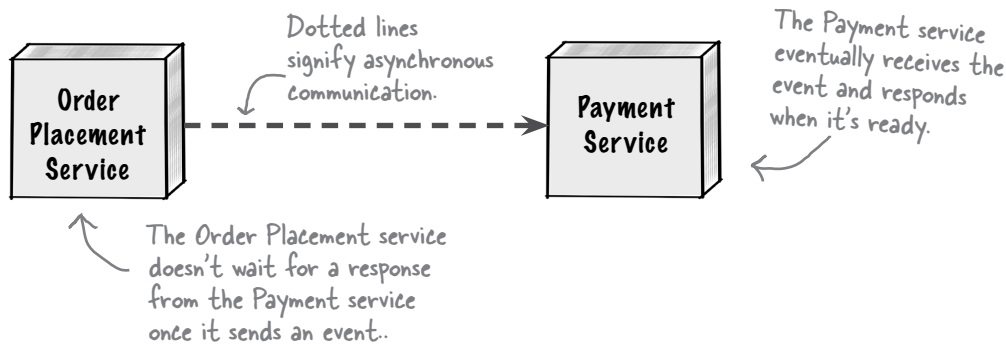 Dotted lines
signify asynchronous
communication.
The Payment service
eventually receives the
event and responds
when it's ready.
Order
Placement
Service
Payment
Service
The Order Placement service
doesn't wait for a response
from the Payment service
once it sends an event..